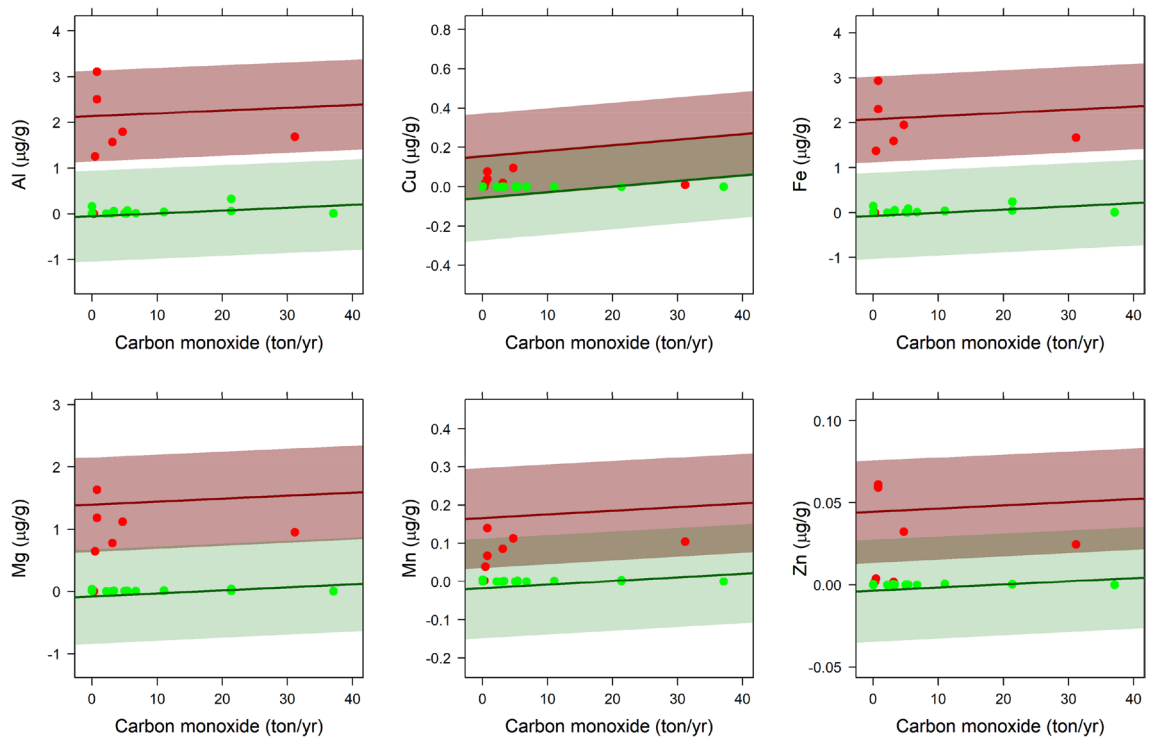 4
3
2
1
0
-1
Al (µg/g)
0 10 20 30 40
Carbon monoxide (ton/yr)
0.8
0.6
0.4
0.2
0.0
-0.2
-0.4
Cu (µg/g)
0 10 20 30 40
Carbon monoxide (ton/yr)
4
3
2
1
0
-1
Fe (µg/g)
0 10 20 30 40
Carbon monoxide (ton/yr)
3
2
1
0
-1
Mg (µg/g)
0 10 20 30 40
Carbon monoxide (ton/yr)
0.4
0.3
0.2
0.1
0.0
-0.1
-0.2
Mn (µg/g)
0 10 20 30 40
Carbon monoxide (ton/yr)
0.10
0.05
0.00
-0.05
Zn (µg/g)
0 10 20 30 40
Carbon monoxide (ton/yr)